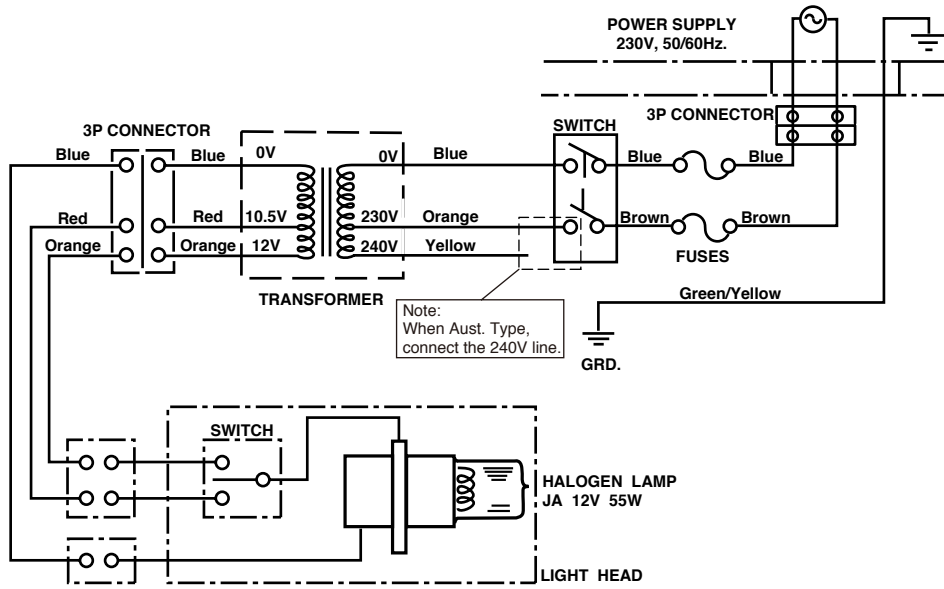 POWER SUPPLY
230V, 50/60Hz.
3P CONNECTOR
SWITCH
3P CONNECTOR
Blue
Blue
0V
0V
Blue
Blue
Blue
Red
Red
10.5V
230V
Orange
Brown
Brown
Orange
Orange
12V
240V
Yellow
FUSES
TRANSFORMER
Green/Yellow
Note:
When Aust. Type,
connect the 240V line.
GRD.
SWITCH
HALOGEN LAMP
JA 12V 55W
LIGHT HEAD